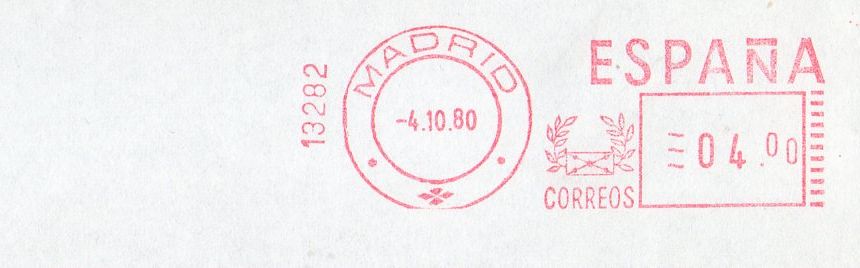 13282
MADRID
-4.10.80
ESPAÑA
CORREOS
04.00